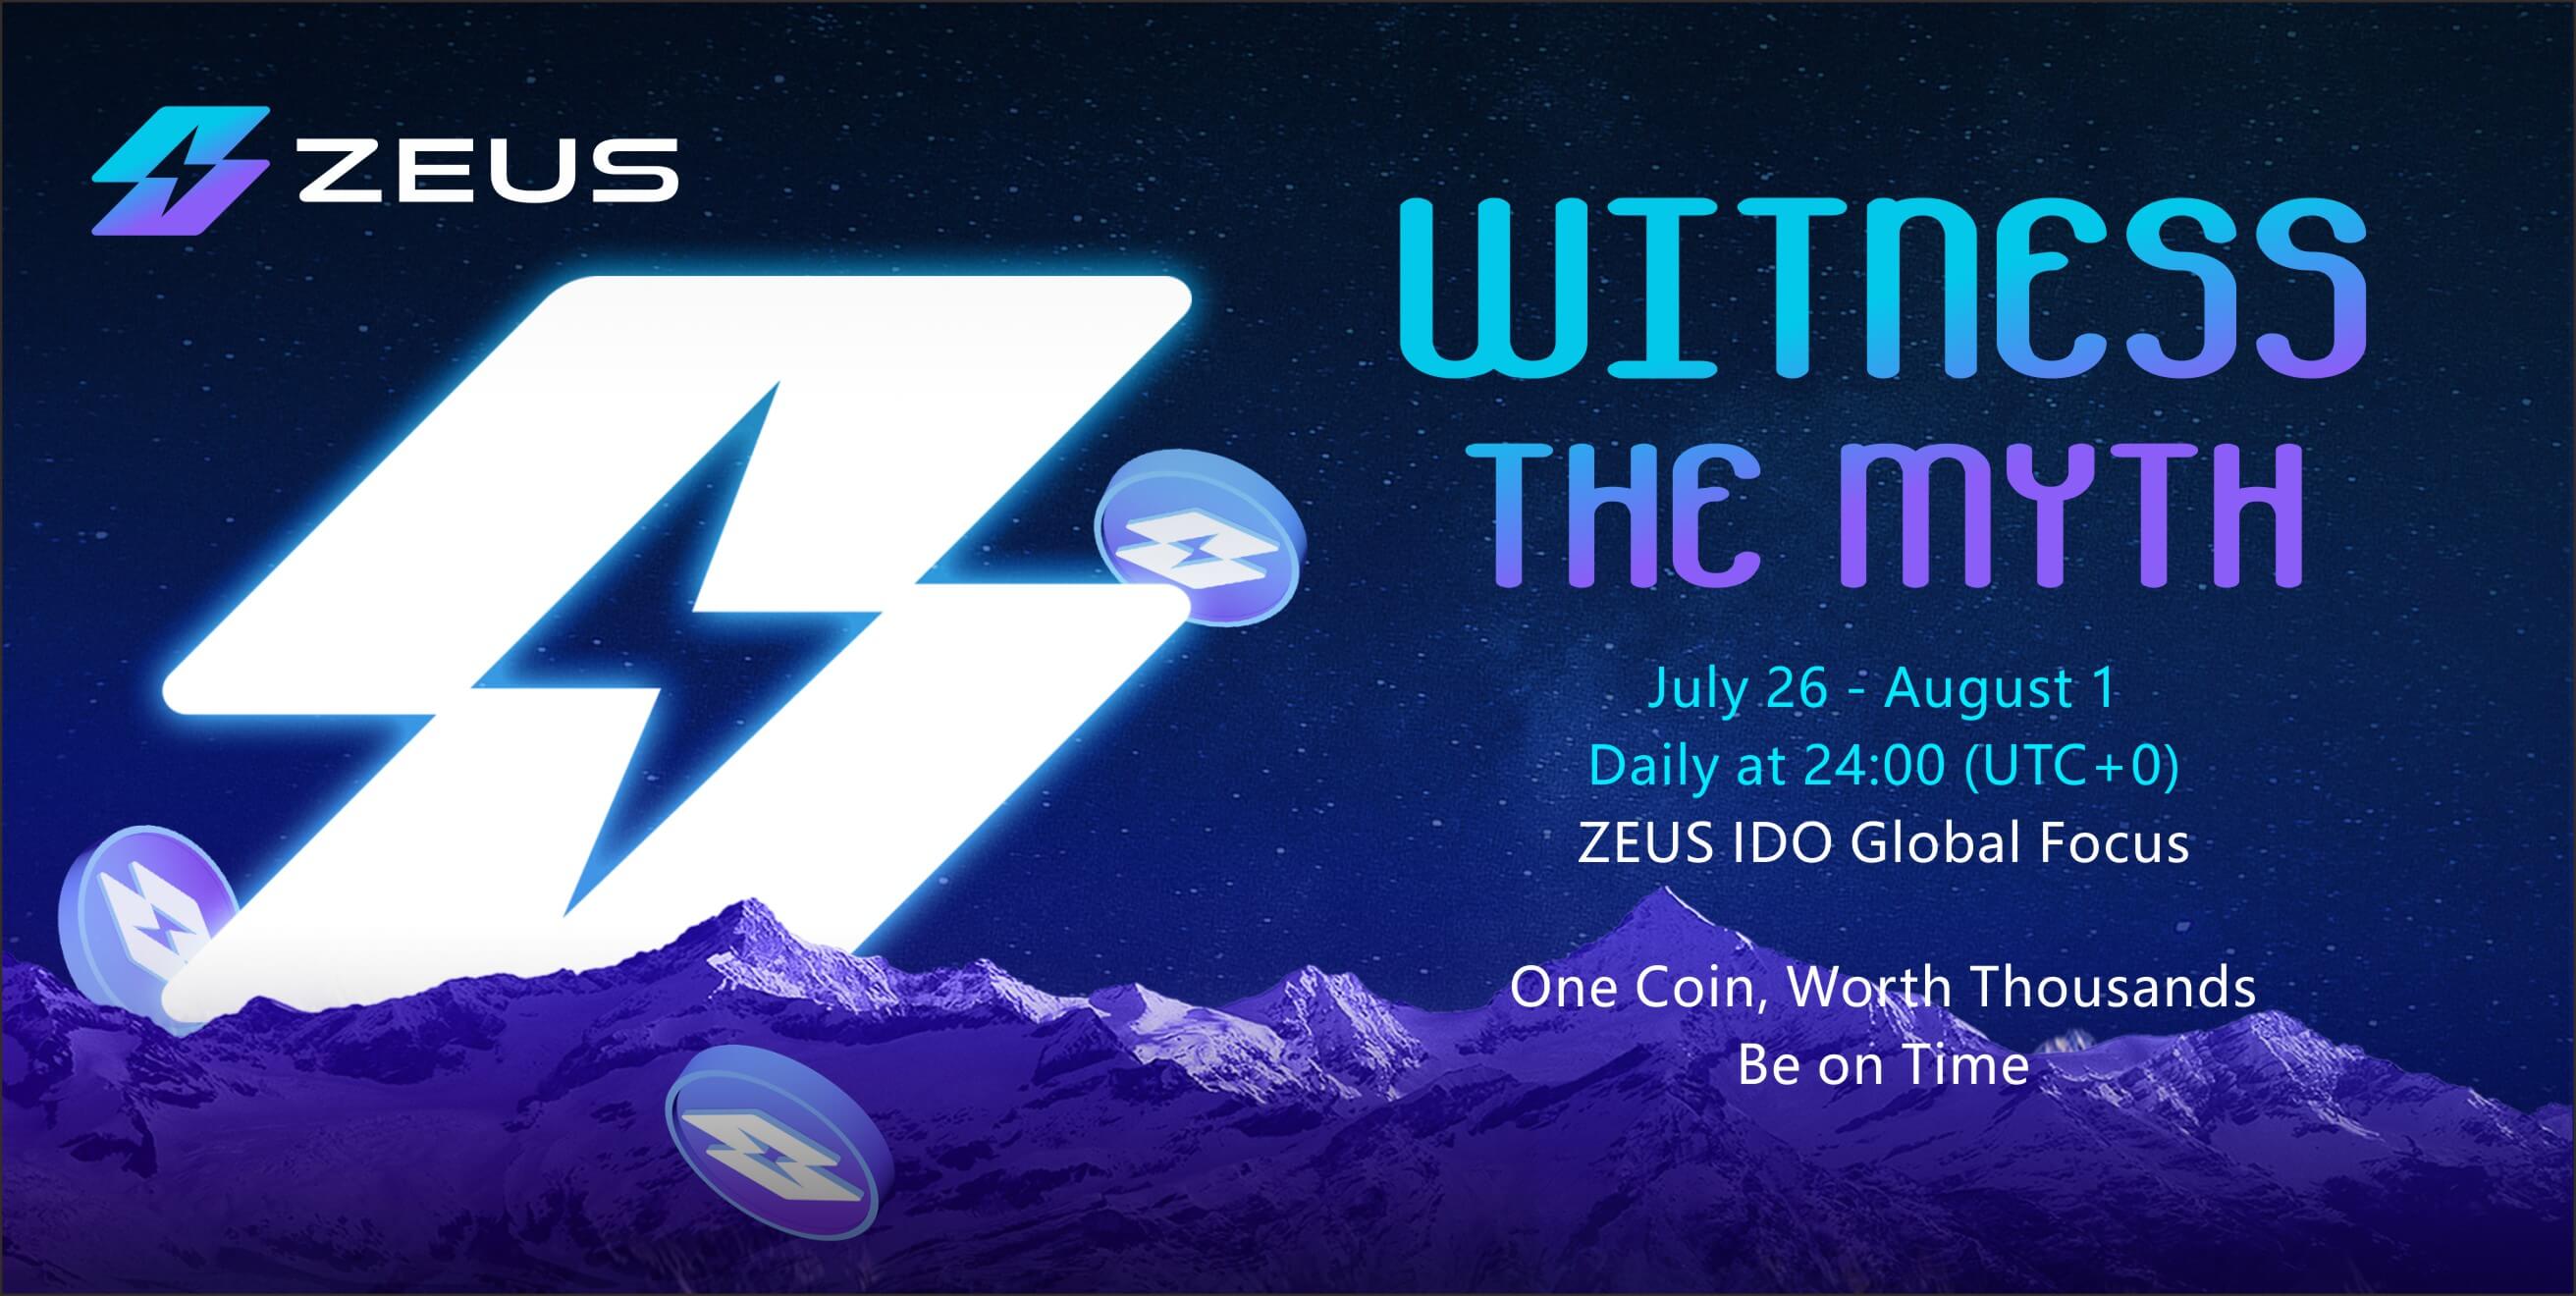 ZEUS
WITNESS
THE MYTH
July 26 - August 1
Daily at 24:00 (UTC+0)
ZEUS IDO Global Focus
One Coin, Worth Thousands
Be on Time